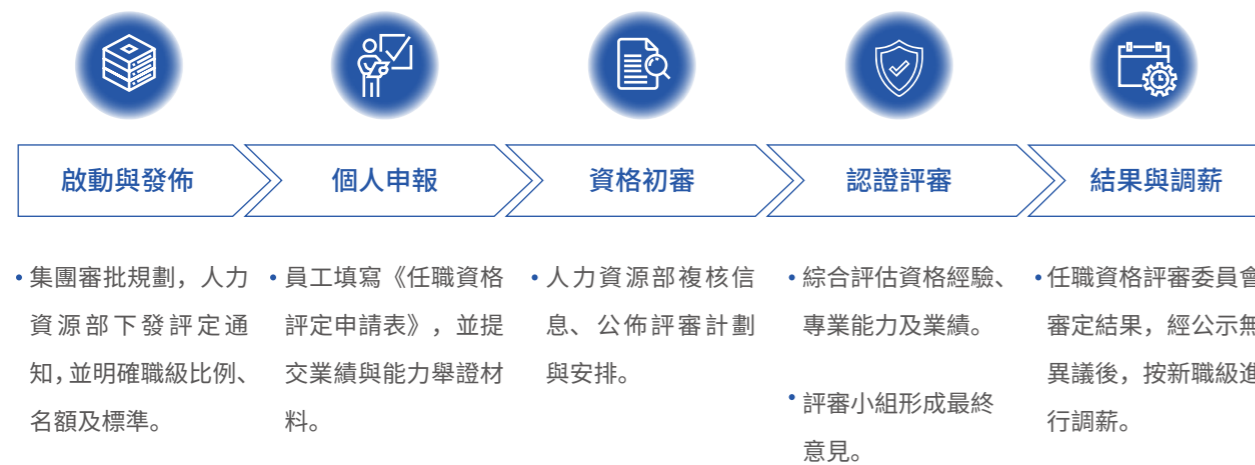 啟動與發佈
個人申報
資格初審
認證評審
結果與調薪
• 集團審批規劃，人力
資源部下發評定通
知，並明確職級比例、
名額及標準。
• 員工填寫《任職資格
評定申請表》，並提
交業績與能力舉證材
料。
• 人力資源部複核信
息、公佈評審計劃
與安排。
• 綜合評估資格經驗、
專業能力及業績。
• 評審小組形成最終
意見。
• 任職資格評審委員會
審定結果，經公示無
異議後，按新職級進
行調薪。